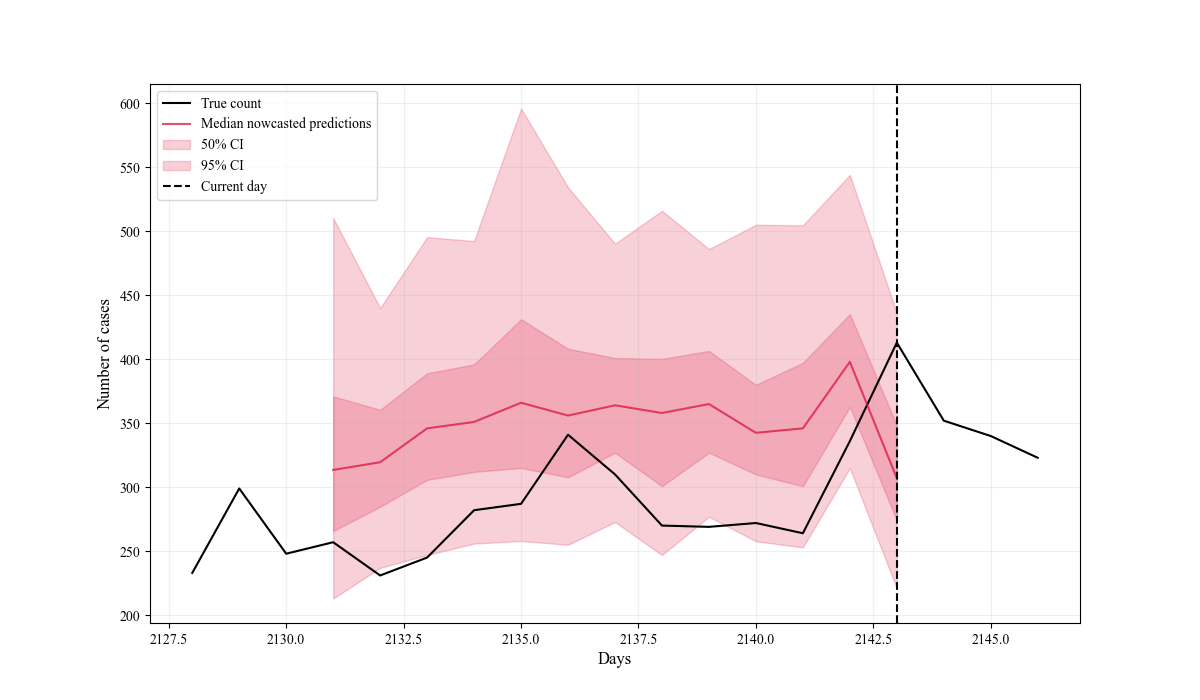 True count
Median nowcasted predictions
50% CI
95% CI
Current day
600
550
500
450
400
350
300
250
200
Number of cases
2127.5 2130.0 2132.5 2135.0 2137.5 2140.0 2142.5 2145.0
Days